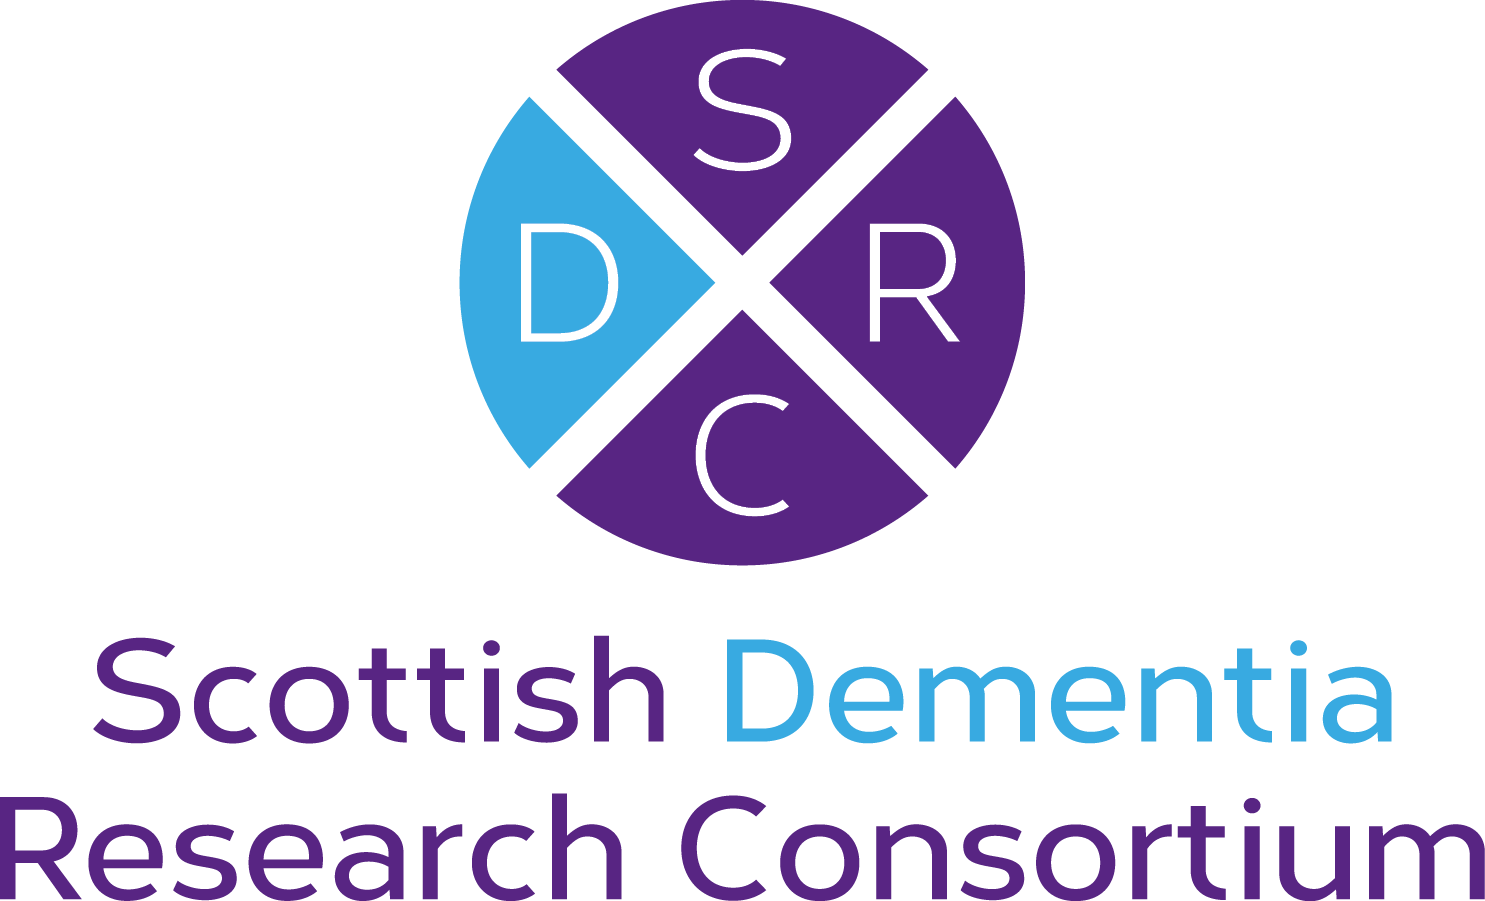 S
D R
C
Scottish Dementia
Research Consortium